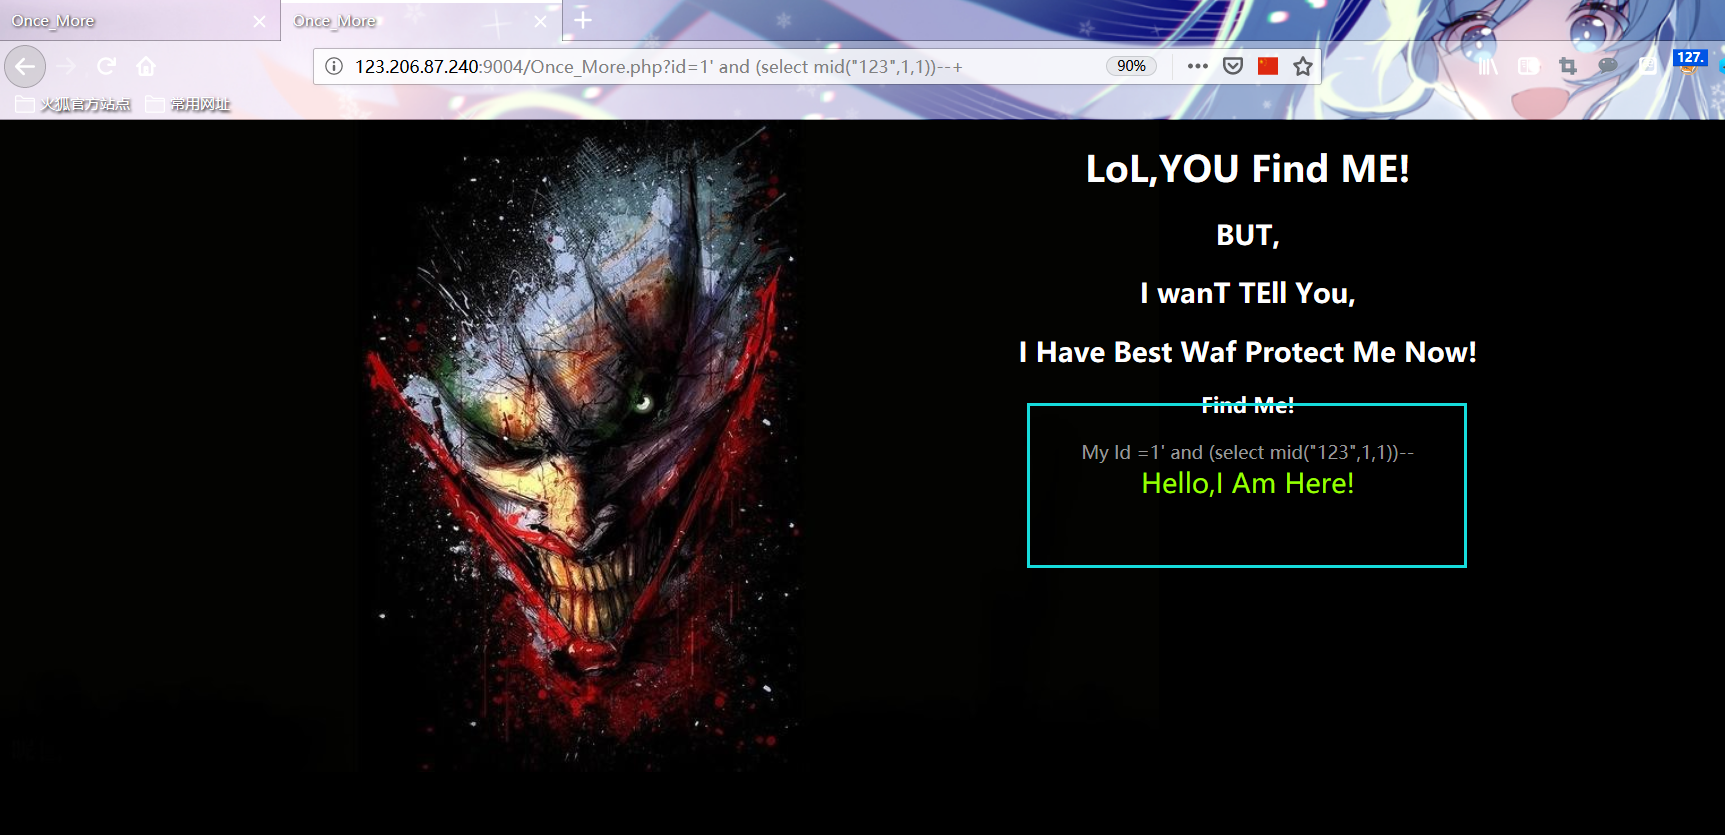 Once_More
Once_More
123.206.87.240:9004/Once_More.php?id=1' and (select mid("123",1,1))--+
90%
127.
火狐官方站点
常用网址
LoL,YOU Find ME!
BUT,
I wanT TEll You,
I Have Best Waf Protect Me Now!
Find Me!
My Id =1' and (select mid("123",1,1))--
Hello,I Am Here!